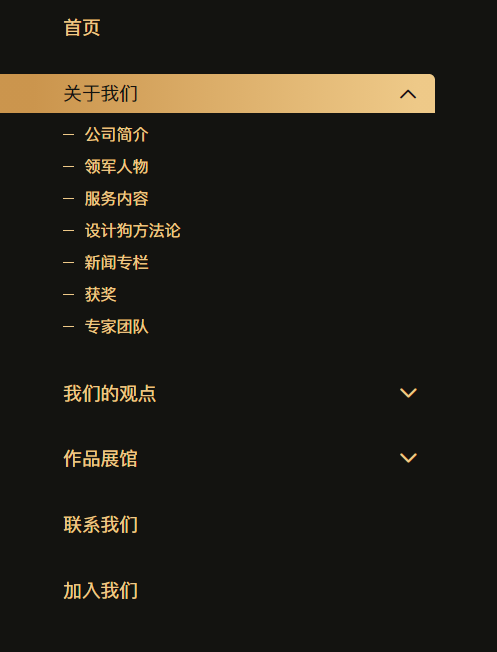 首页
关于我们
公司简介
领军人物
服务内容
设计狗方法论
新闻专栏
获奖
专家团队
我们的观点
作品展馆
联系我们
加入我们